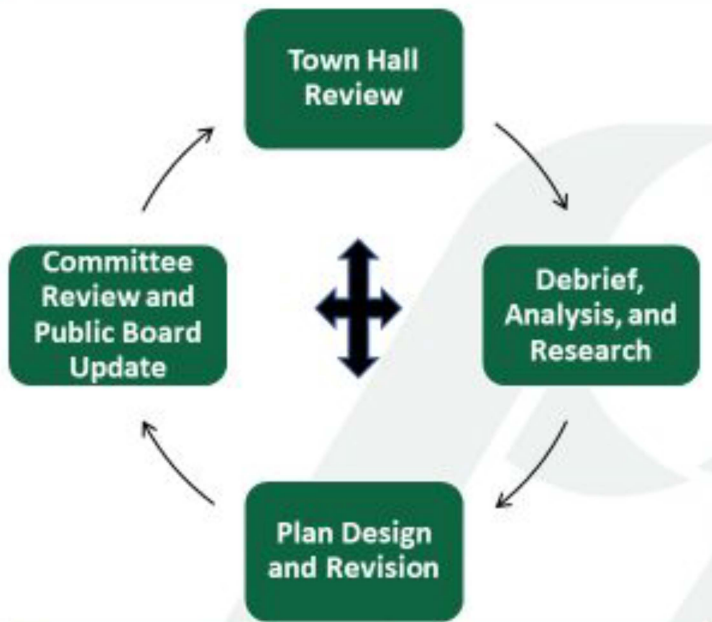 Town Hall
Review
Debrief,
Analysis, and
Research
Plan Design
and Revision
Committee
Review and
Public Board
Update